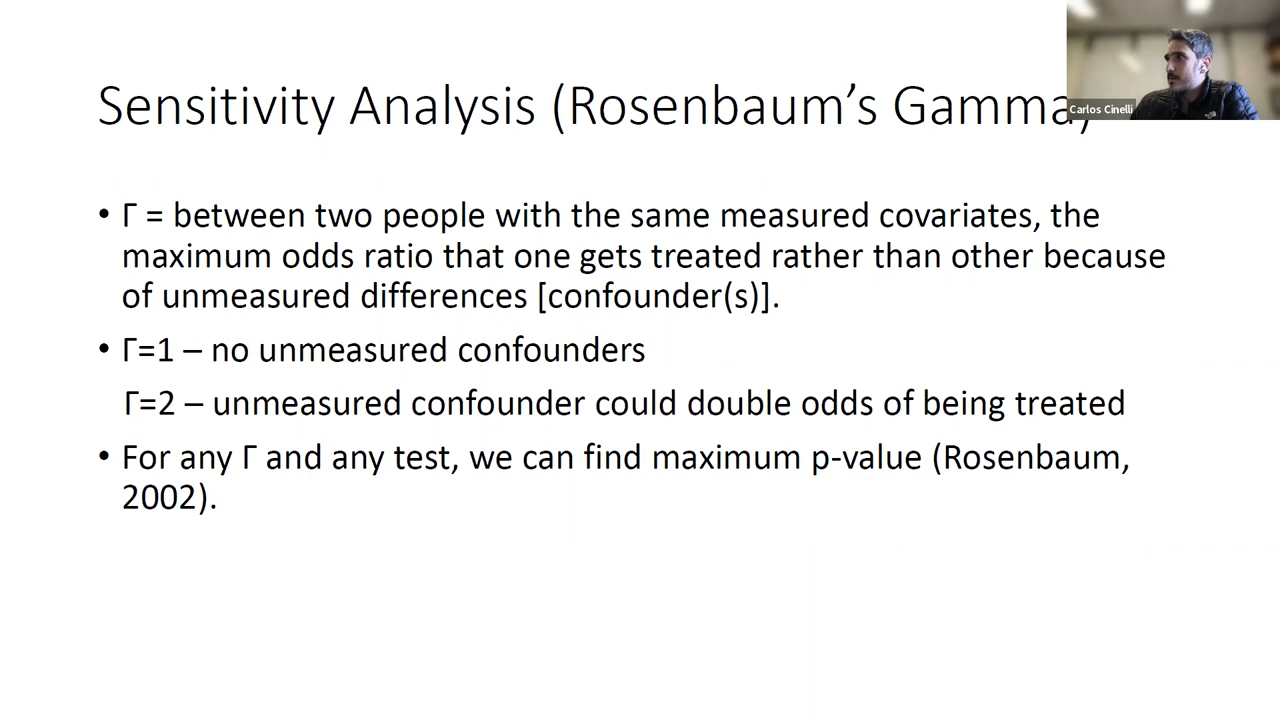 Sensitivity Analysis (Rosenbaum's Gamma)
Carlos Cinelli
• Γ = between two people with the same measured covariates, the
maximum odds ratio that one gets treated rather than other because
of unmeasured differences [confounder(s)].
• Γ=1 – no unmeasured confounders
Γ=2 – unmeasured confounder could double odds of being treated
• For any Γ and any test, we can find maximum p-value (Rosenbaum,
2002).